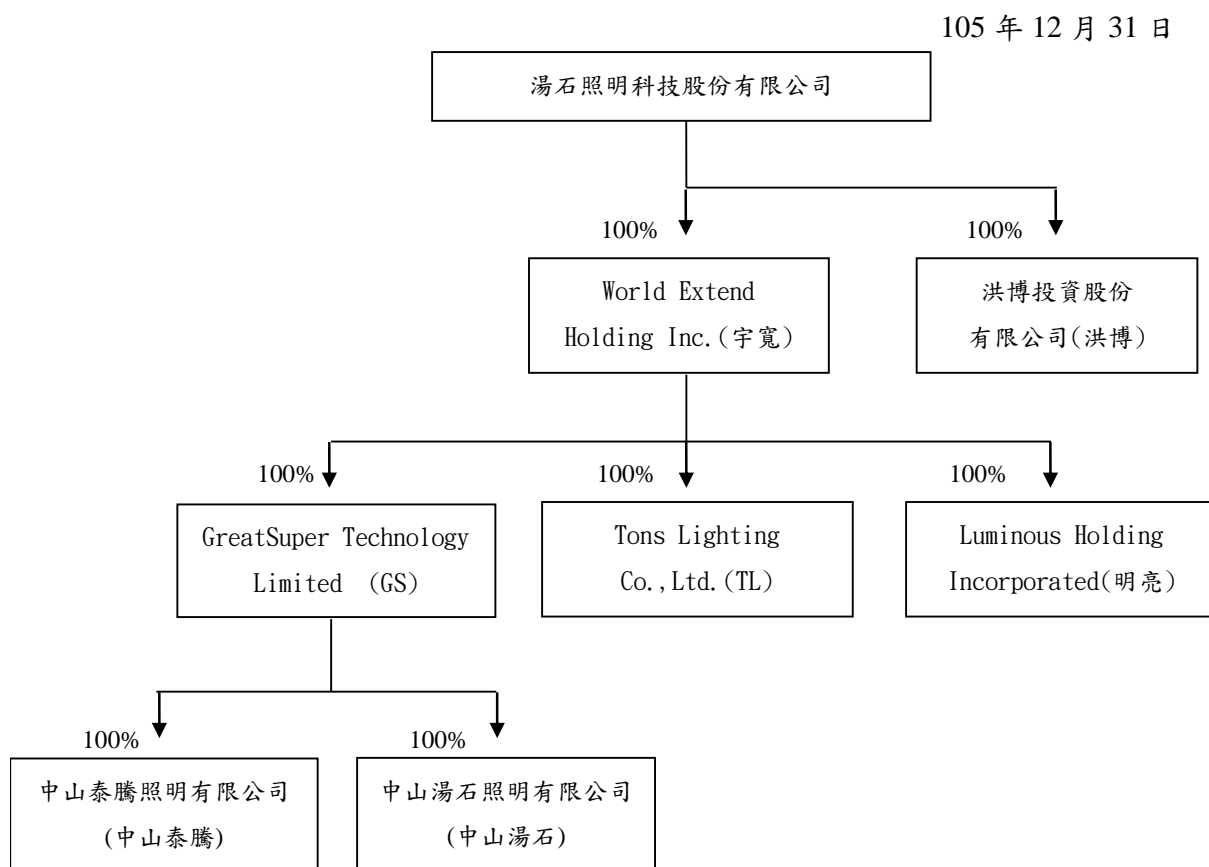 105 年 12 月 31 日
湯石照明科技股份有限公司
100%
100%
World Extend
Holding Inc.(宇寬)
洪博投資股份
有限公司(洪博)
100%
100%
100%
GreatSuper Technology
Limited (GS)
Tons Lighting
Co.,Ltd.(TL)
Luminous Holding
Incorporated(明亮)
100%
100%
中山泰騰照明有限公司
(中山泰騰)
中山湯石照明有限公司
(中山湯石)